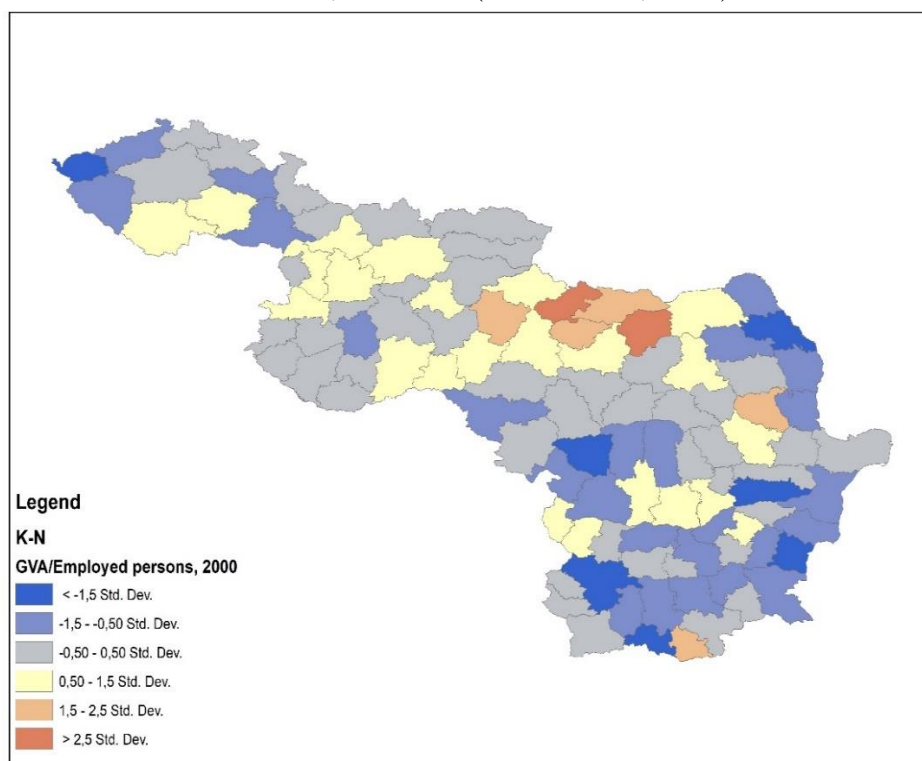 Legend
K-N
GVA/Employed persons, 2000
< -1,5 Std. Dev.
-1,5 - -0,50 Std. Dev.
-0,50 - 0,50 Std. Dev.
0,50 - 1,5 Std. Dev.
1,5 - 2,5 Std. Dev.
> 2,5 Std. Dev.